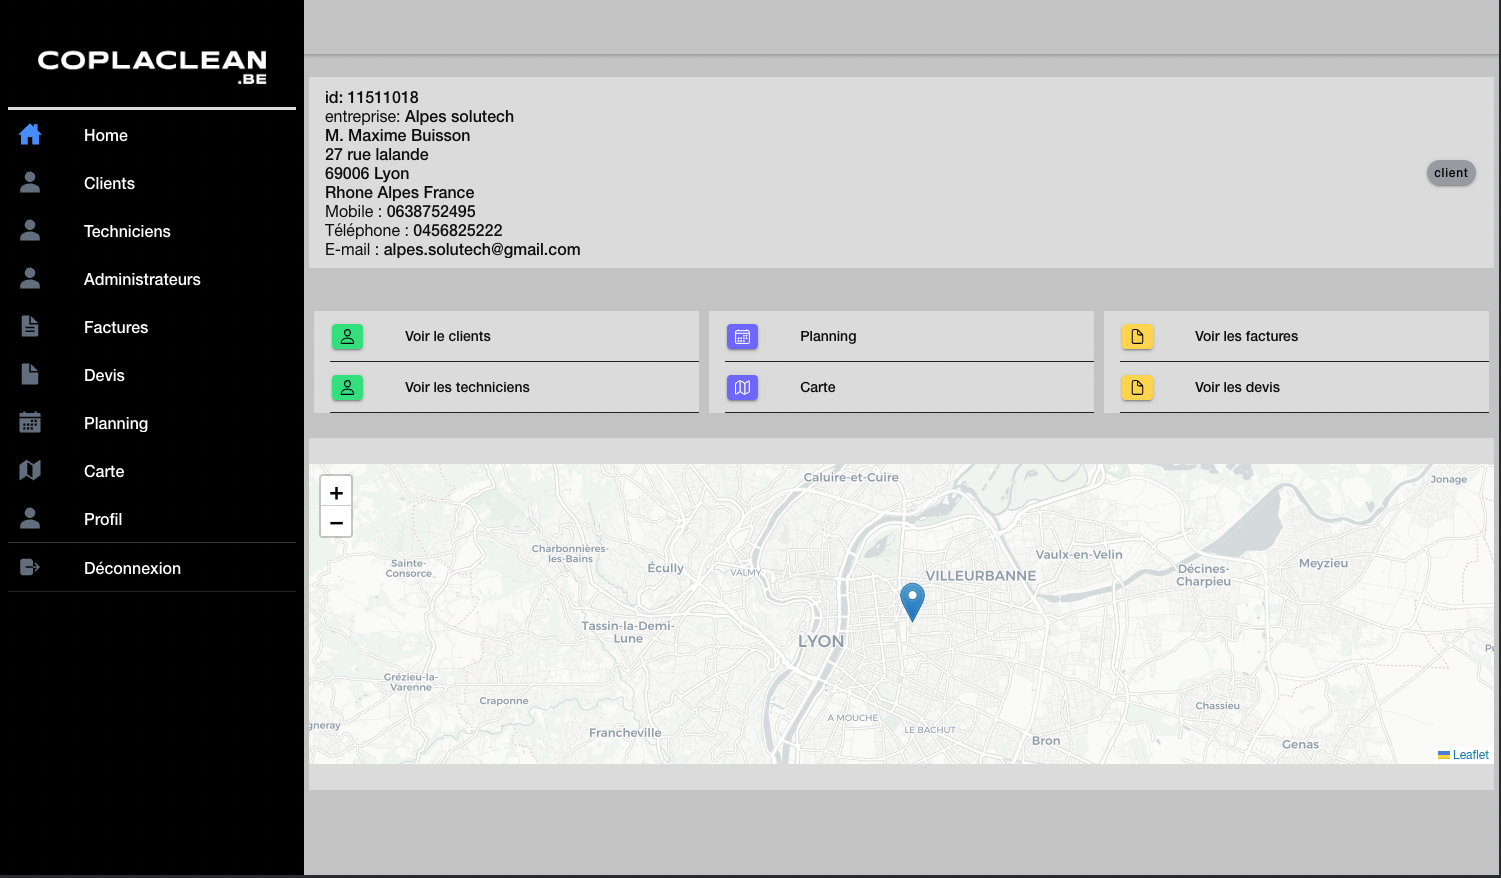 COPLACLEAN
.BE
Home
Clients
Techniciens
Administrateurs
Factures
Devis
Planning
Carte
Profil
Déconnexion
id: 11511018
entreprise: Alpes solutech
M. Maxime Buisson
27 rue lalande
69006 Lyon
Rhone Alpes France
Mobile : 0638752495
Téléphone : 0456825222
E-mail : alpes.solutech@gmail.com
client
Voir le clients
Voir les techniciens
Planning
Carte
Voir les factures
Voir les devis
+
−
Caluire-et-Cuire
Jonage
Charbonnières-
les-Bains
Sainte-
Consorce
Écully
VALMY
Vaulx-en-Velin
Meyzieu
VILLEURBANNE
Décines-
Charpieu
Tassin-la-Demi-
Lune
LYON
Grézieu-la-
Varenne
Craponne
Chassieu
gneray
Francheville
A MOUCHE
LE BACHUT
Bron
Genas
Leaflet